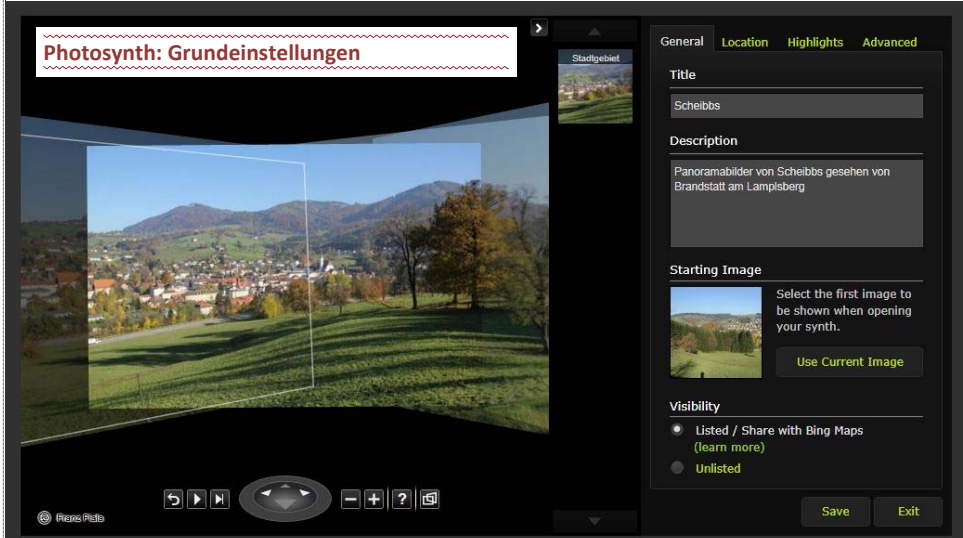 Photosynth: Grundeinstellungen
Stadtgebiet
General Location Highlights Advanced
Title
Scheibbs
Description
Panoramabilder von Scheibbs gesehen von
Brandstatt am Lamplsberg
Starting Image
Select the first image to
be shown when opening
your synth.
Use Current Image
Visibility
Listed / Share with Bing Maps
(learn more)
Unlisted
?
Franz Fiala
Save Exit